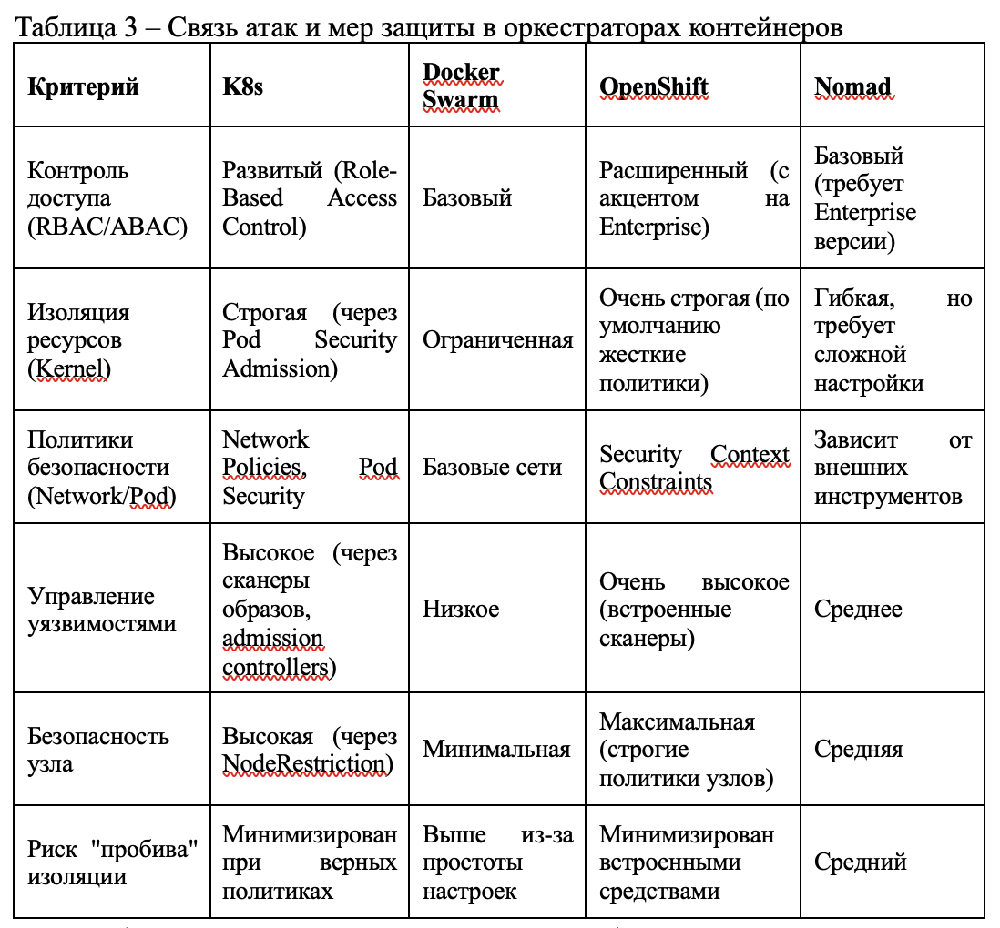 Таблица 3 – Связь атак и мер защиты в оркестраторах контейнеров
Критерий
K8s
Docker
Swarm
OpenShift
Nomad
Контроль
доступа
(RBAC/ABAC)
Развитый (Role-
Based Access
Control)
Базовый
Расширенный (с
акцентом на
Enterprise)
Базовый
(требует
Enterprise
версии)
Изоляция
ресурсов
(Kernel)
Строгая (через
Pod Security
Admission)
Ограниченная
Очень строгая (по
умолчанию
жесткие
политики)
Гибкая, но
требует
сложной
настройки
Политики
безопасности
(Network/Pod)
Network
Policies, Pod
Security
Базовые сети
Security Context
Constraints
Зависит от
внешних
инструментов
Управление
уязвимостями
Высокое (через
сканеры
образов,
admission
controllers)
Низкое
Очень высокое
(встроенные
сканеры)
Среднее
Безопасность
узла
Высокая (через
NodeRestriction)
Минимальная
Максимальная
(строгие
политики узлов)
Средняя
Риск "пробива"
изоляции
Минимизирован
при верных
политиках
Выше из-за
простоты
настроек
Минимизирован
встроенными
средствами
Средний